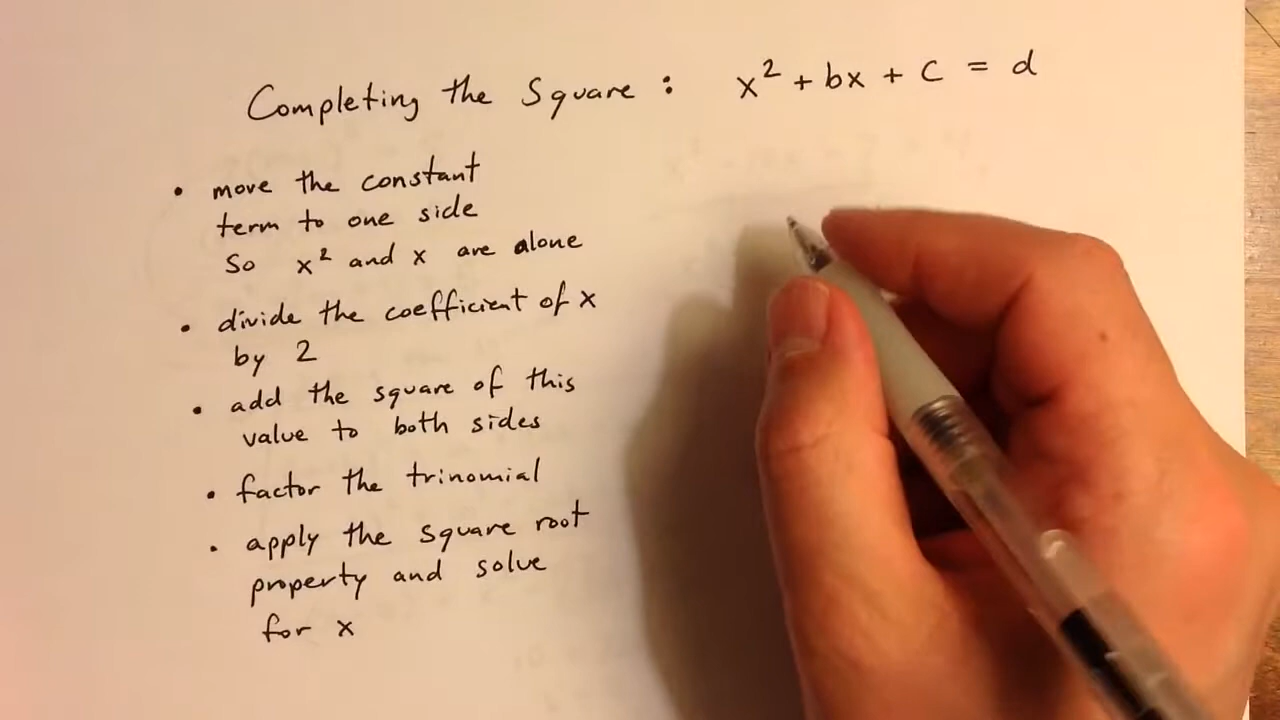 Completing the Square : x² + bx + c = d
• move the constant
term to one side
So x² and x are alone
• divide the coefficient of x
by 2
• add the square of this
value to both sides
• factor the trinomial
• apply the square root
property and solve
for x